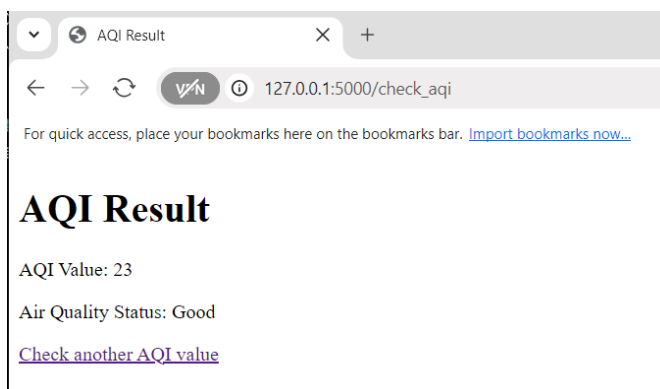 AQI Result
VPN
127.0.0.1:5000/check_aqi
For quick access, place your bookmarks here on the bookmarks bar. Import bookmarks now...
AQI Result
AQI Value: 23
Air Quality Status: Good
Check another AQI value